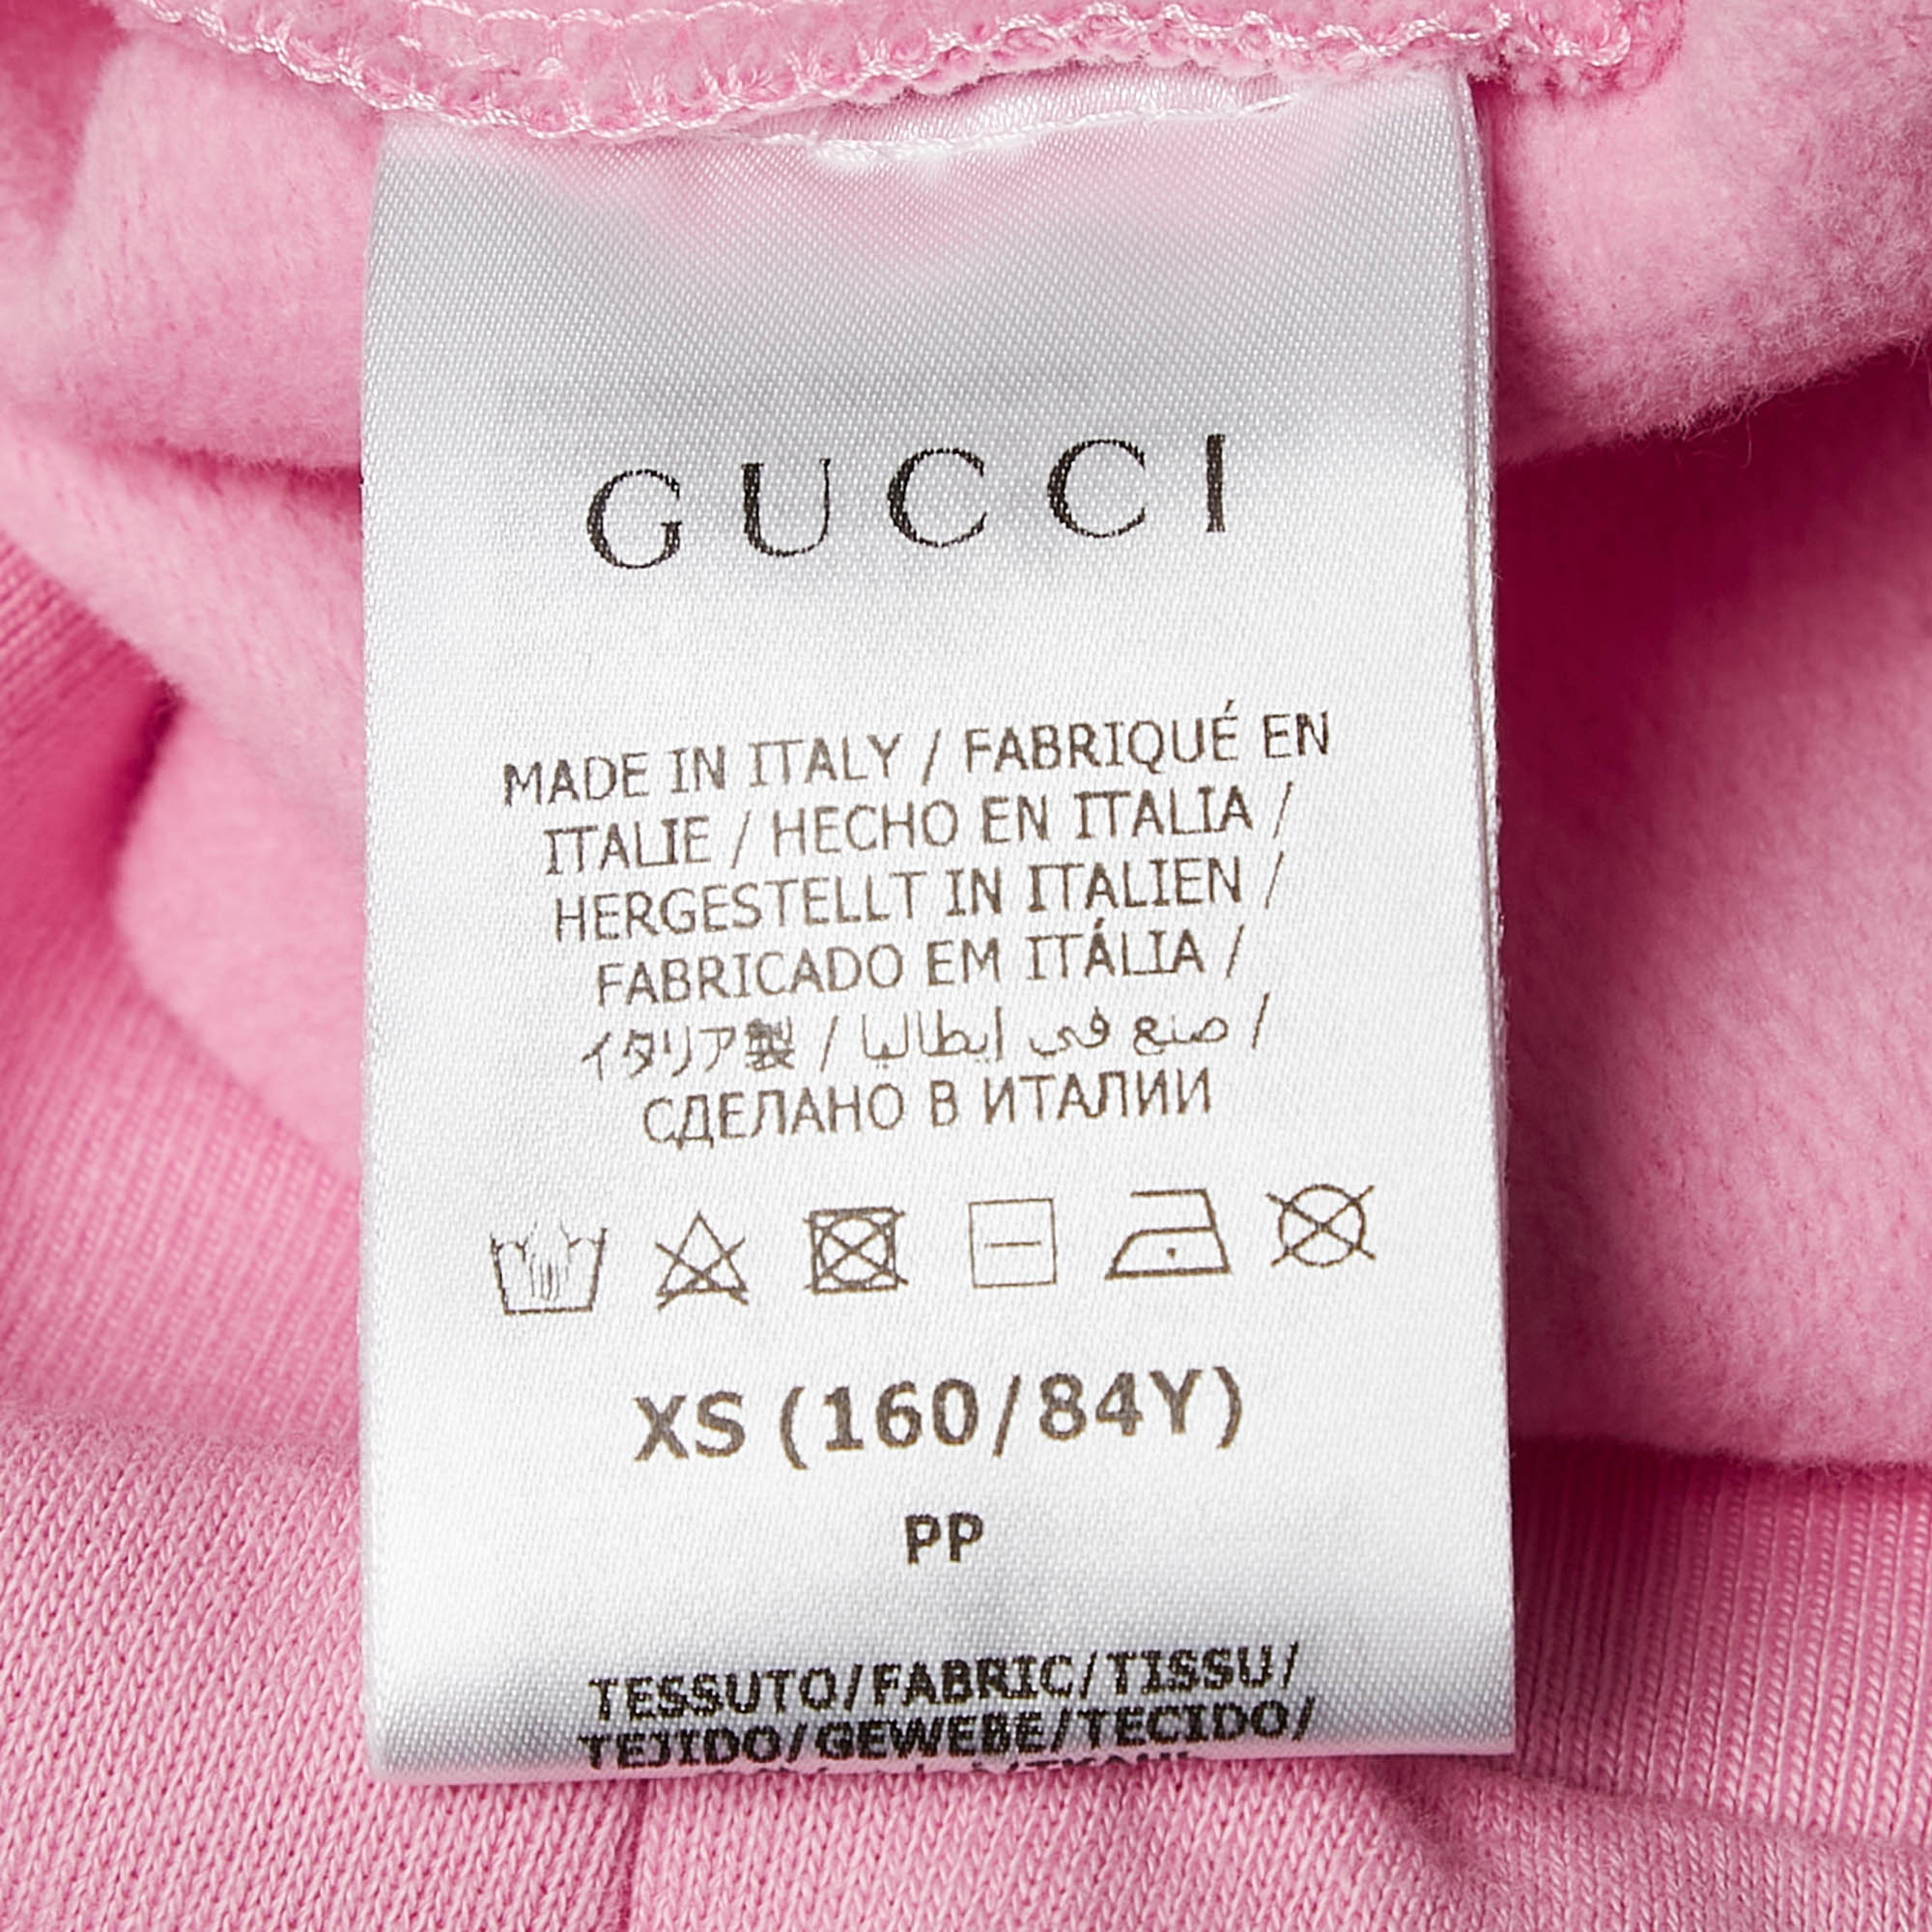 GUCCI
MADE IN ITALY / FABRIQUÉ EN
ITALIE / HECHO EN ITALIA /
HERGESTELLT IN ITALIEN /
FABRICADO EM ITÁLIA /
イタリア製 / صنع في إيطاليا /
СДЕЛАНО В ИТАЛИИ
XS (160/84Y)
PP
TESSUTO/FABRIC/TISSU/
TEJIDO/GEWEBE/TECIDO/